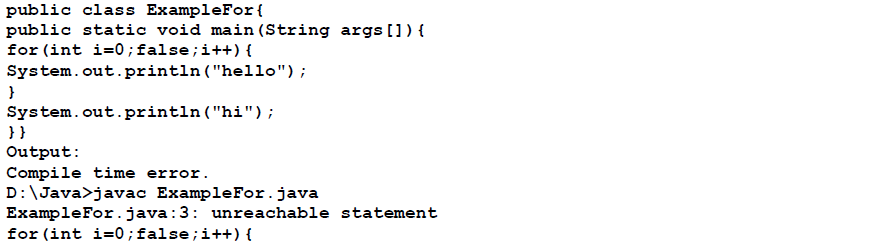 public class ExampleFor{
public static void main(String args[]){
for(int i=0;false;i++){
System.out.println("hello");
}
System.out.println("hi");
}}
Output:
Compile time error.
D:\Java>javac ExampleFor.java
ExampleFor.java:3: unreachable statement
for(int i=0;false;i++){